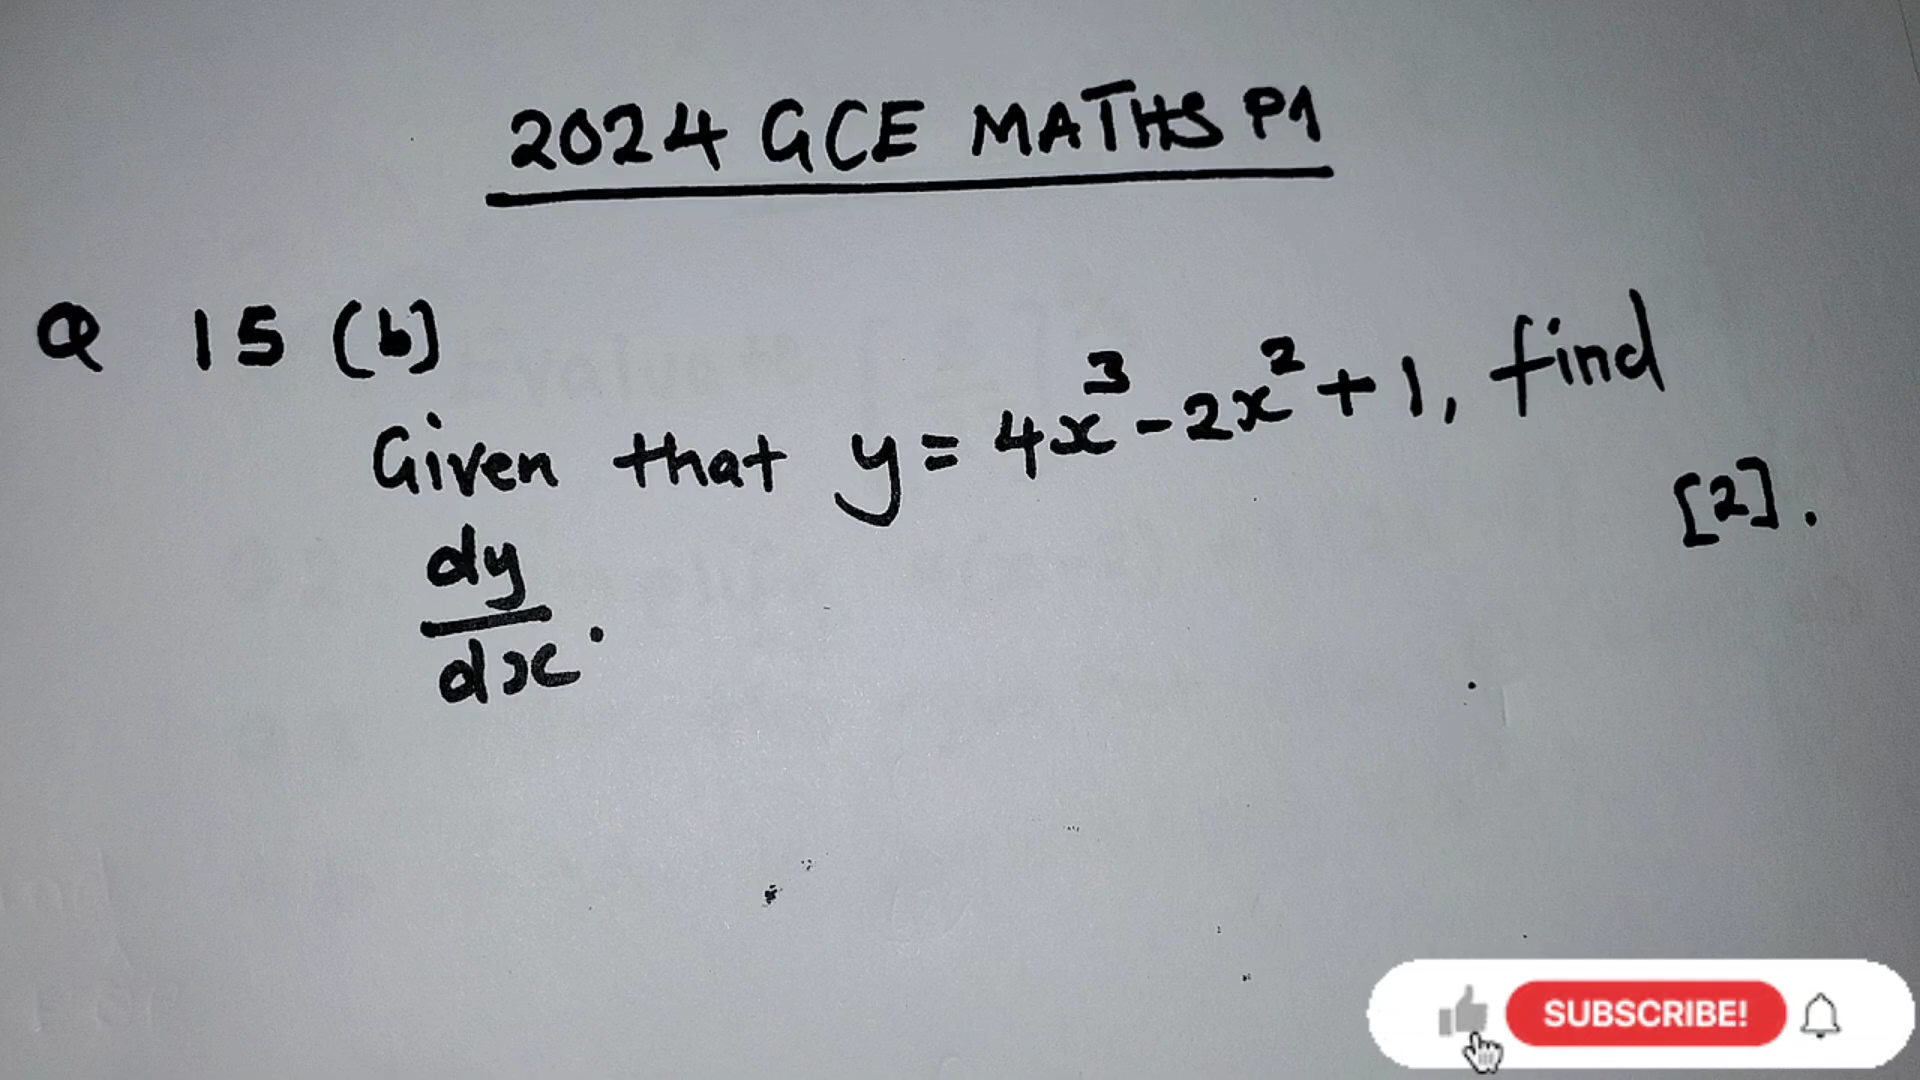 2024 GCE MATHS P1
Q 15 (b)
Given that y = 4x³ - 2x² + 1, find
dy
dx. [2].
SUBSCRIBE!